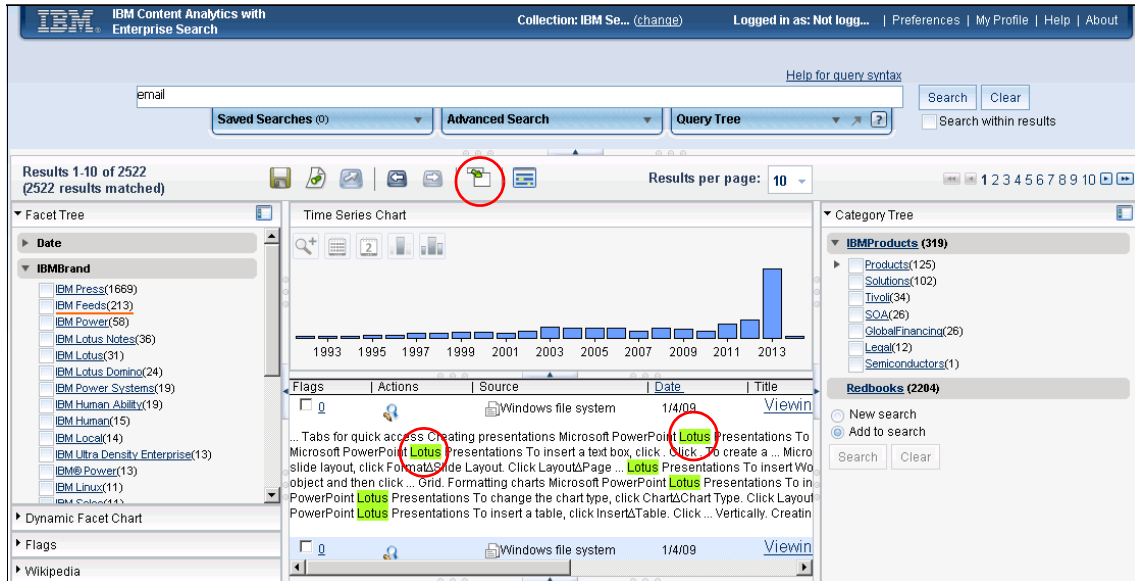 IBM Content Analytics with
Enterprise Search
Collection: IBM Se... (change)
Logged in as: Not logg... | Preferences | My Profile | Help | About
Help for query syntax
email
Search Clear
Saved Searches (0)
Advanced Search
Query Tree
?
Search within results
Results 1-10 of 2522
(2522 results matched)
Results per page: 10
1 2 3 4 5 6 7 8 9 10
Facet Tree
Date
IBMBrand
IBM Press(1669)
IBM Feeds(213)
IBM Power(58)
IBM Lotus Notes(36)
IBM Lotus(31)
IBM Lotus Domino(24)
IBM Power Systems(19)
IBM Human Ability(19)
IBM Human(15)
IBM Local(14)
IBM Ultra Density Enterprise(13)
IBM® Power(13)
IBM Linux(11)
Dynamic Facet Chart
Flags
Wikipedia
Time Series Chart
2
1993 1995 1997 1999 2001 2003 2005 2007 2009 2011 2013
Flags | Actions | Source | Date | Title
0 Windows file system 1/4/09 Viewin
... Tabs for quick access Creating presentations Microsoft PowerPoint Lotus Presentations To
Microsoft PowerPoint Lotus Presentations To insert a text box, click . Click . To create a ... Micro
slide layout, click Format∆Slide Layout. Click Layout∆Page ... Lotus Presentations To insert Wo
object and then click ... Grid. Formatting charts Microsoft PowerPoint Lotus Presentations To in
PowerPoint Lotus Presentations To change the chart type, click Chart∆Chart Type. Click Layout
PowerPoint Lotus Presentations To insert a table, click Insert∆Table. Click ... Vertically. Creatin
0 Windows file system 1/4/09 Viewin
Category Tree
IBMProducts (319)
Products(125)
Solutions(102)
Tivoli(34)
SOA(26)
GlobalFinancing(26)
Legal(12)
Semiconductors(1)
Redbooks (2204)
New search
Add to search
Search Clear